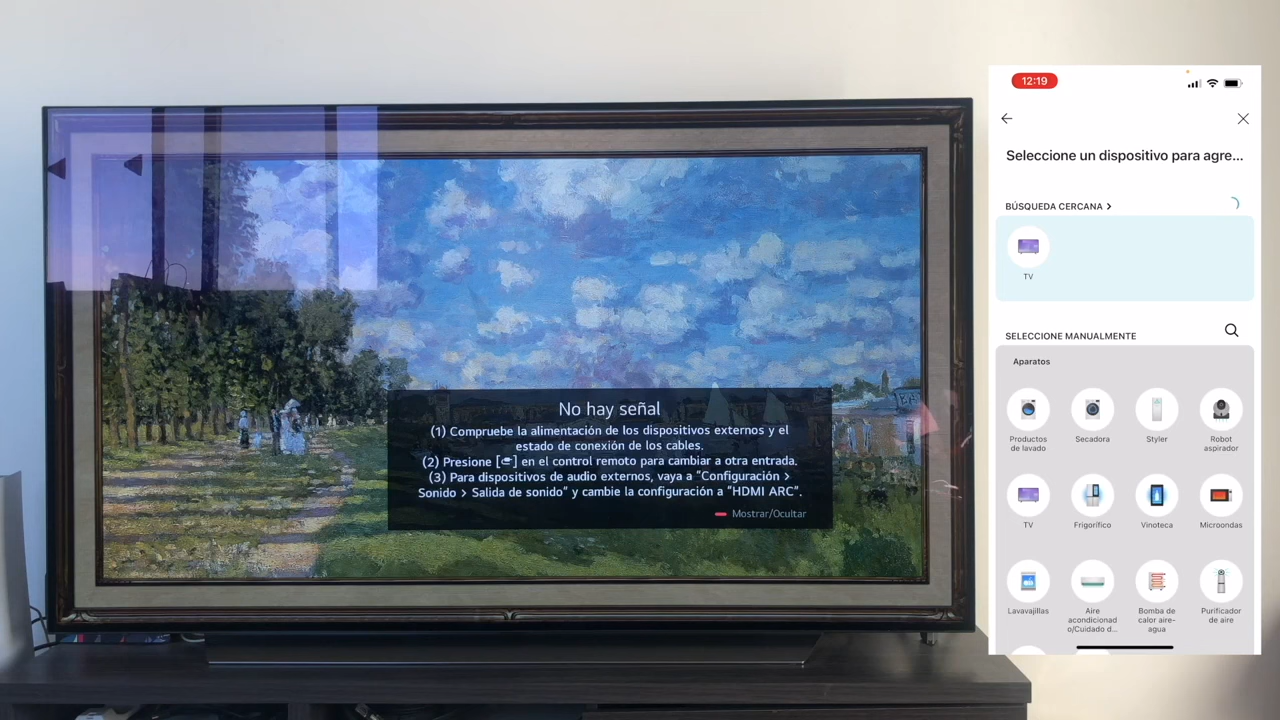 No hay señal
(1) Compruebe la alimentación de los dispositivos externos y el
estado de conexión de los cables.
(2) Presione [ ] en el control remoto para cambiar a otra entrada.
(3) Para dispositivos de audio externos, vaya a "Configuración >
Sonido > Salida de sonido" y cambie la configuración a "HDMI ARC".
Mostrar/Ocultar
12:19
Seleccione un dispositivo para agre...
BÚSQUEDA CERCANA >
TV
SELECCIONE MANUALMENTE
Aparatos
Productos
de lavado
Secadora
Styler
Robot
aspirador
TV
Frigorífico
Vinoteca
Microondas
Lavavajillas
Aire
acondicionad
o/Cuidado d...
Bomba de
calor aire-
agua
Purificador
de aire